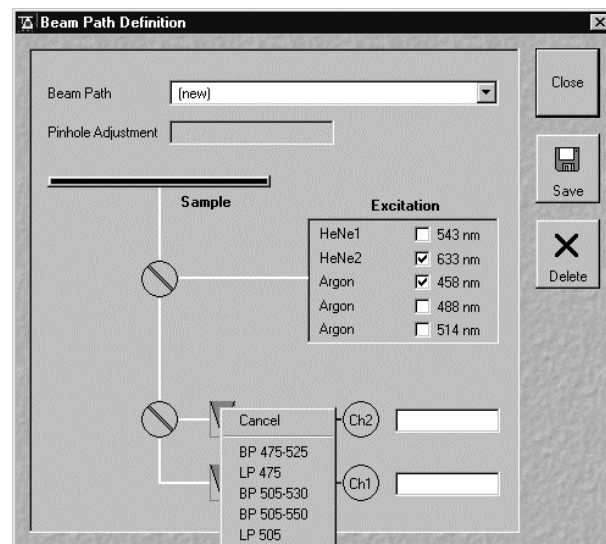 Beam Path Definition
Beam Path (new)
Close
Pinhole Adjustment
Save
Sample
Excitation
HeNe1 543 nm
HeNe2 633 nm
Argon 458 nm
Argon 488 nm
Argon 514 nm
Delete
Cancel
Ch2
BP 475-525
LP 475
BP 505-530
Ch1
BP 505-550
LP 505